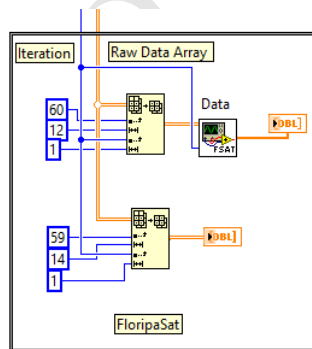 Iteration Raw Data Array
Data
60
12
1
FSAT
DBL]
59
14
1
DBL]
FloripaSat